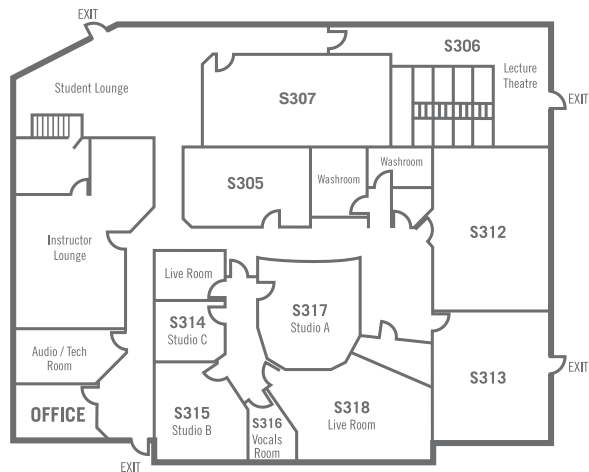 EXIT
S306
Lecture
Theatre
Student Lounge
S307
EXIT
Washroom
S305
Washroom
S312
Instructor
Lounge
Live Room
S317
Studio A
S314
Studio C
Audio / Tech
Room
S313
EXIT
OFFICE
S315
Studio B
S316
Vocals
Room
S318
Live Room
EXIT